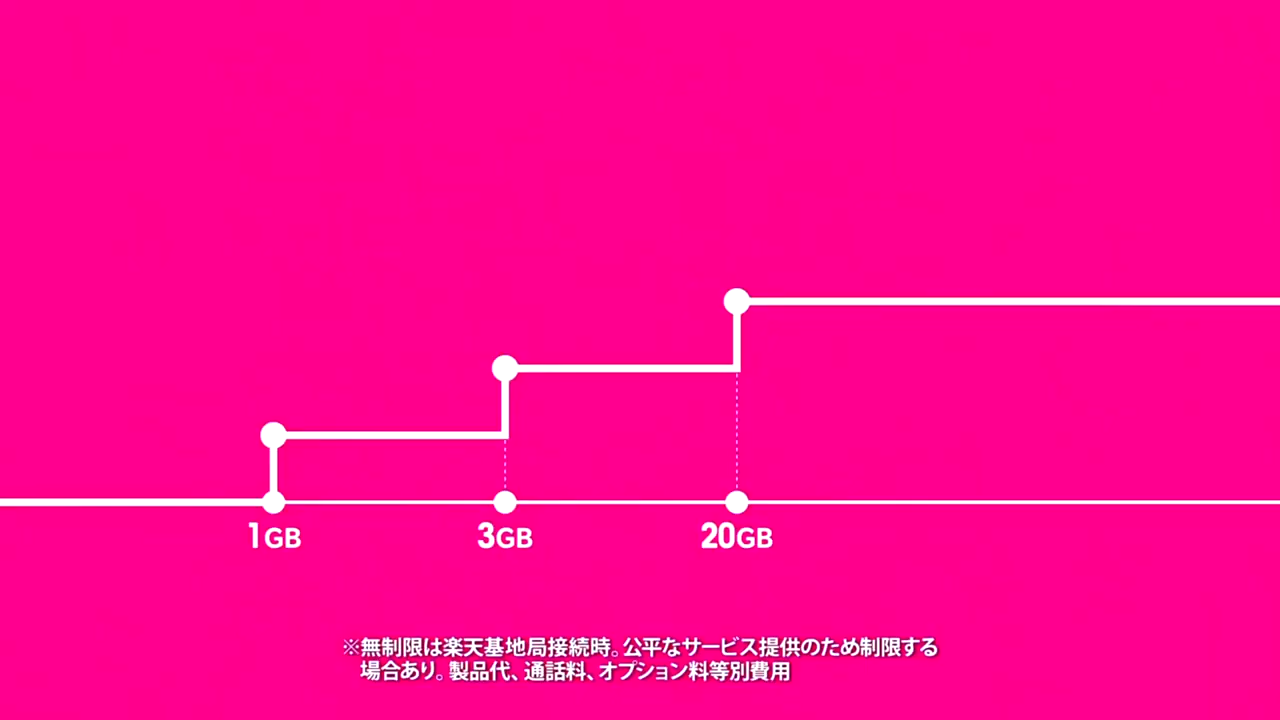 1GB
3GB
20GB
※無制限は楽天基地局接続時。公平なサービス提供のため制限する
場合あり。製品代、通話料、オプション料等別費用